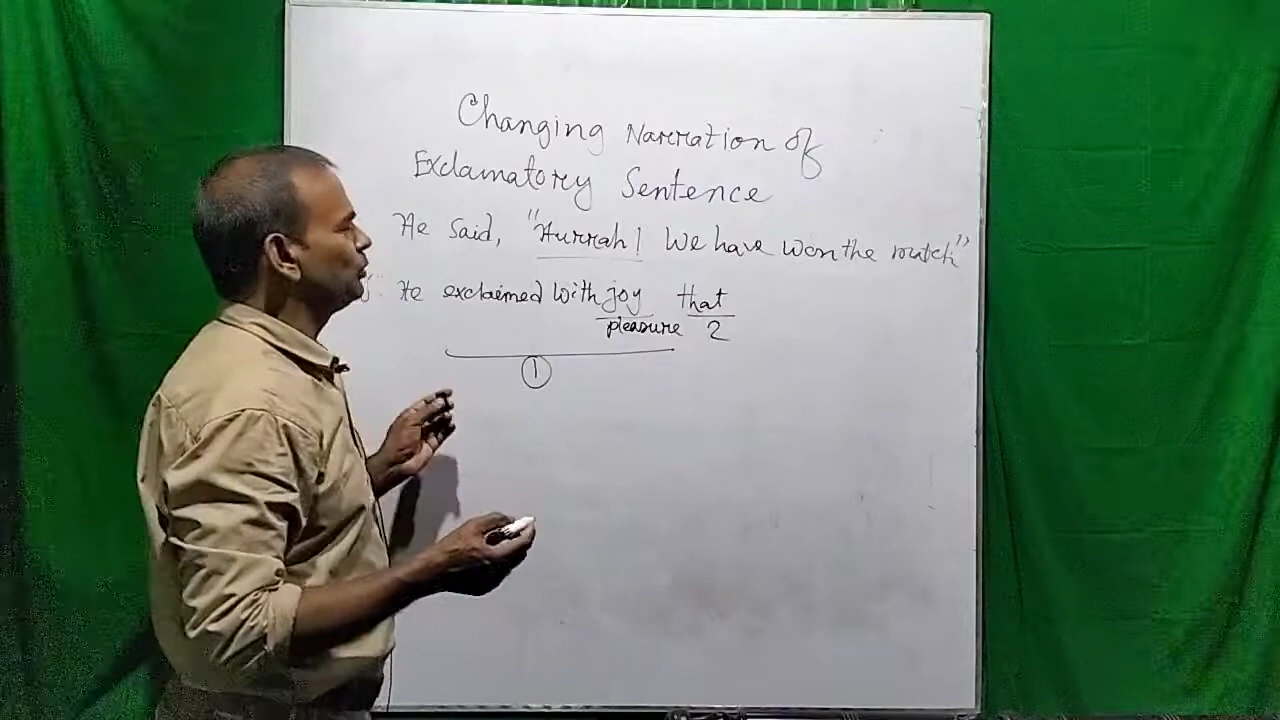 Changing Narration of
Exclamatory Sentence
He Said, "Hurrah! We have won the match"
He exclaimed with joy that
pleasure 2
1